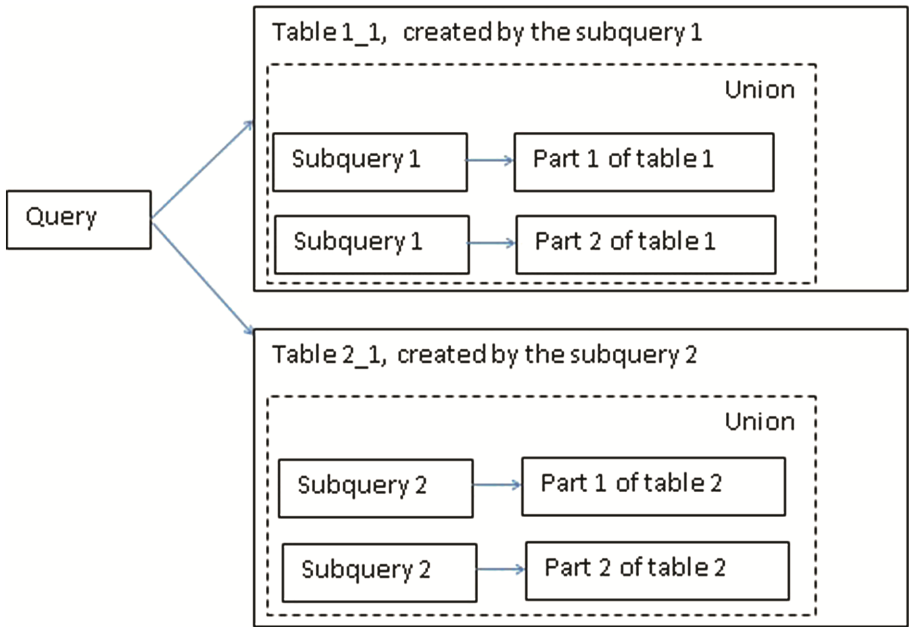 Table 1_1, created by the subquery 1
Union
Subquery 1
Part 1 of table 1
Query
Subquery 1
Part 2 of table 1
Table 2_1, created by the subquery 2
Union
Subquery 2
Part 1 of table 2
Subquery 2
Part 2 of table 2